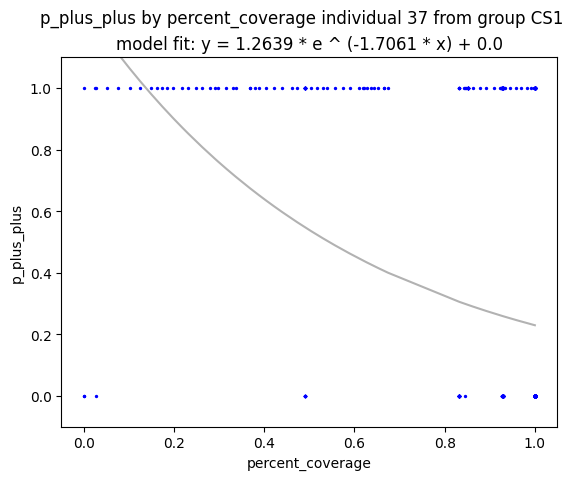 p_plus_plus by percent_coverage individual 37 from group CS1
model fit: y = 1.2639 * e ^ (-1.7061 * x) + 0.0
1.0
0.8
0.6
0.4
0.2
0.0
p_plus_plus
0.0 0.2 0.4 0.6 0.8 1.0
percent_coverage